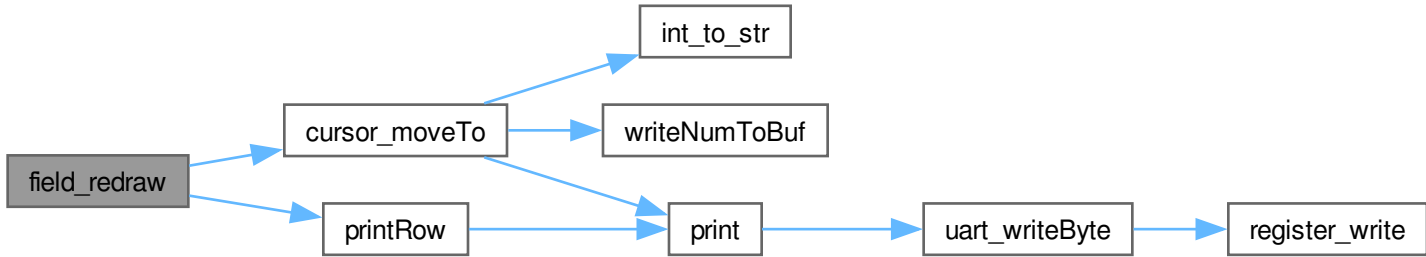 int_to_str
cursor_moveTo
writeNumToBuf
field_redraw
printRow
print
uart_writeByte
register_write